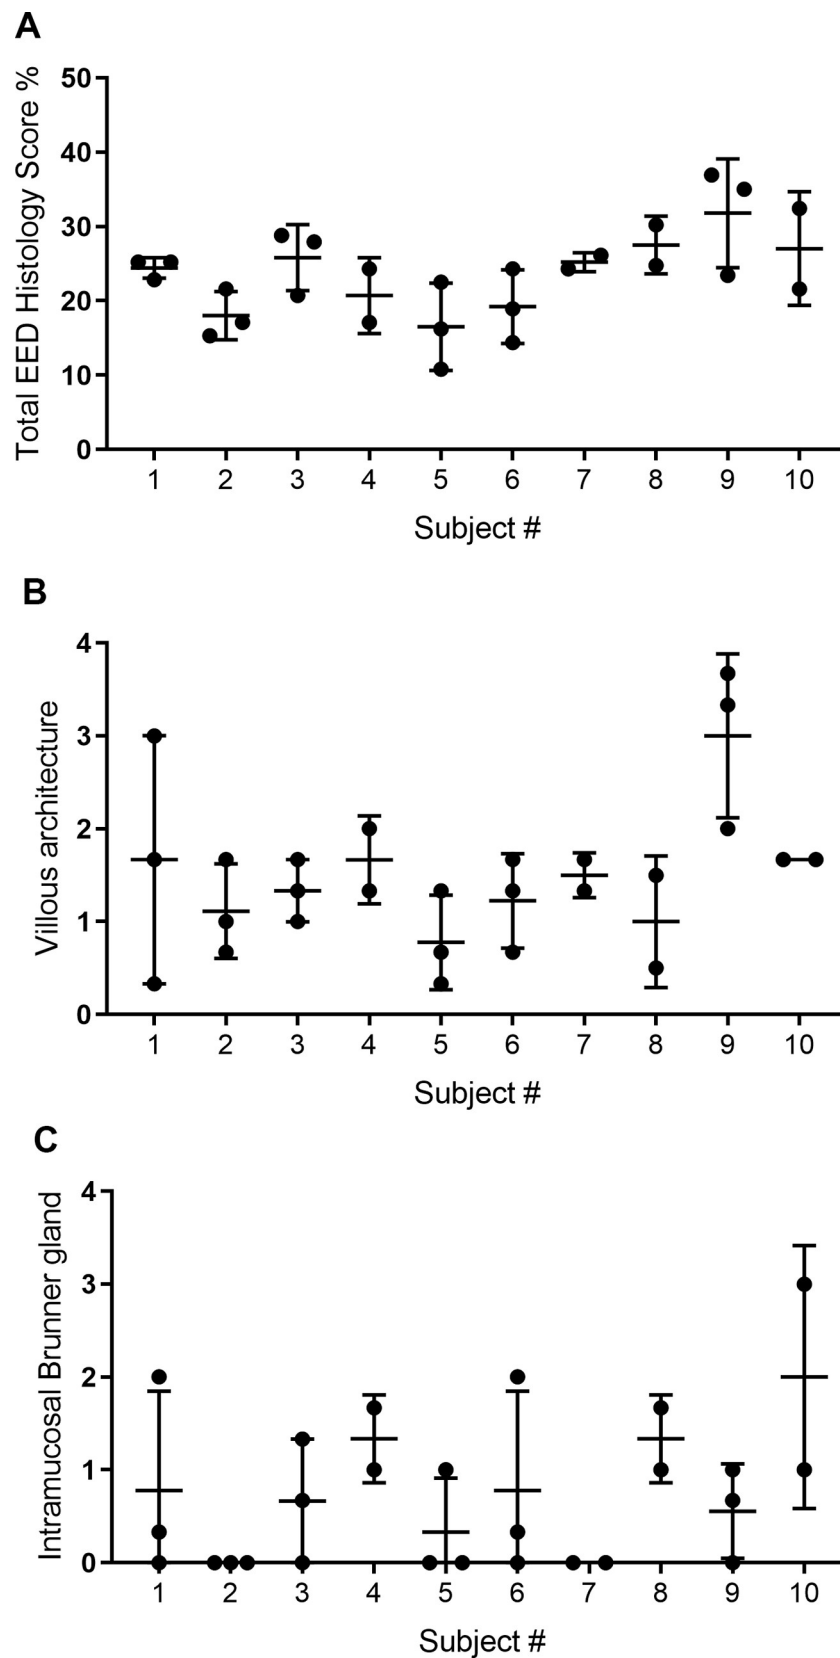 A
Total EED Histology Score %
50
40
30
20
10
0
1 2 3 4 5 6 7 8 9 10
Subject #
B
Villous architecture
4
3
2
1
0
1 2 3 4 5 6 7 8 9 10
Subject #
C
Intramucosal Brunner gland
4
3
2
1
0
1 2 3 4 5 6 7 8 9 10
Subject #